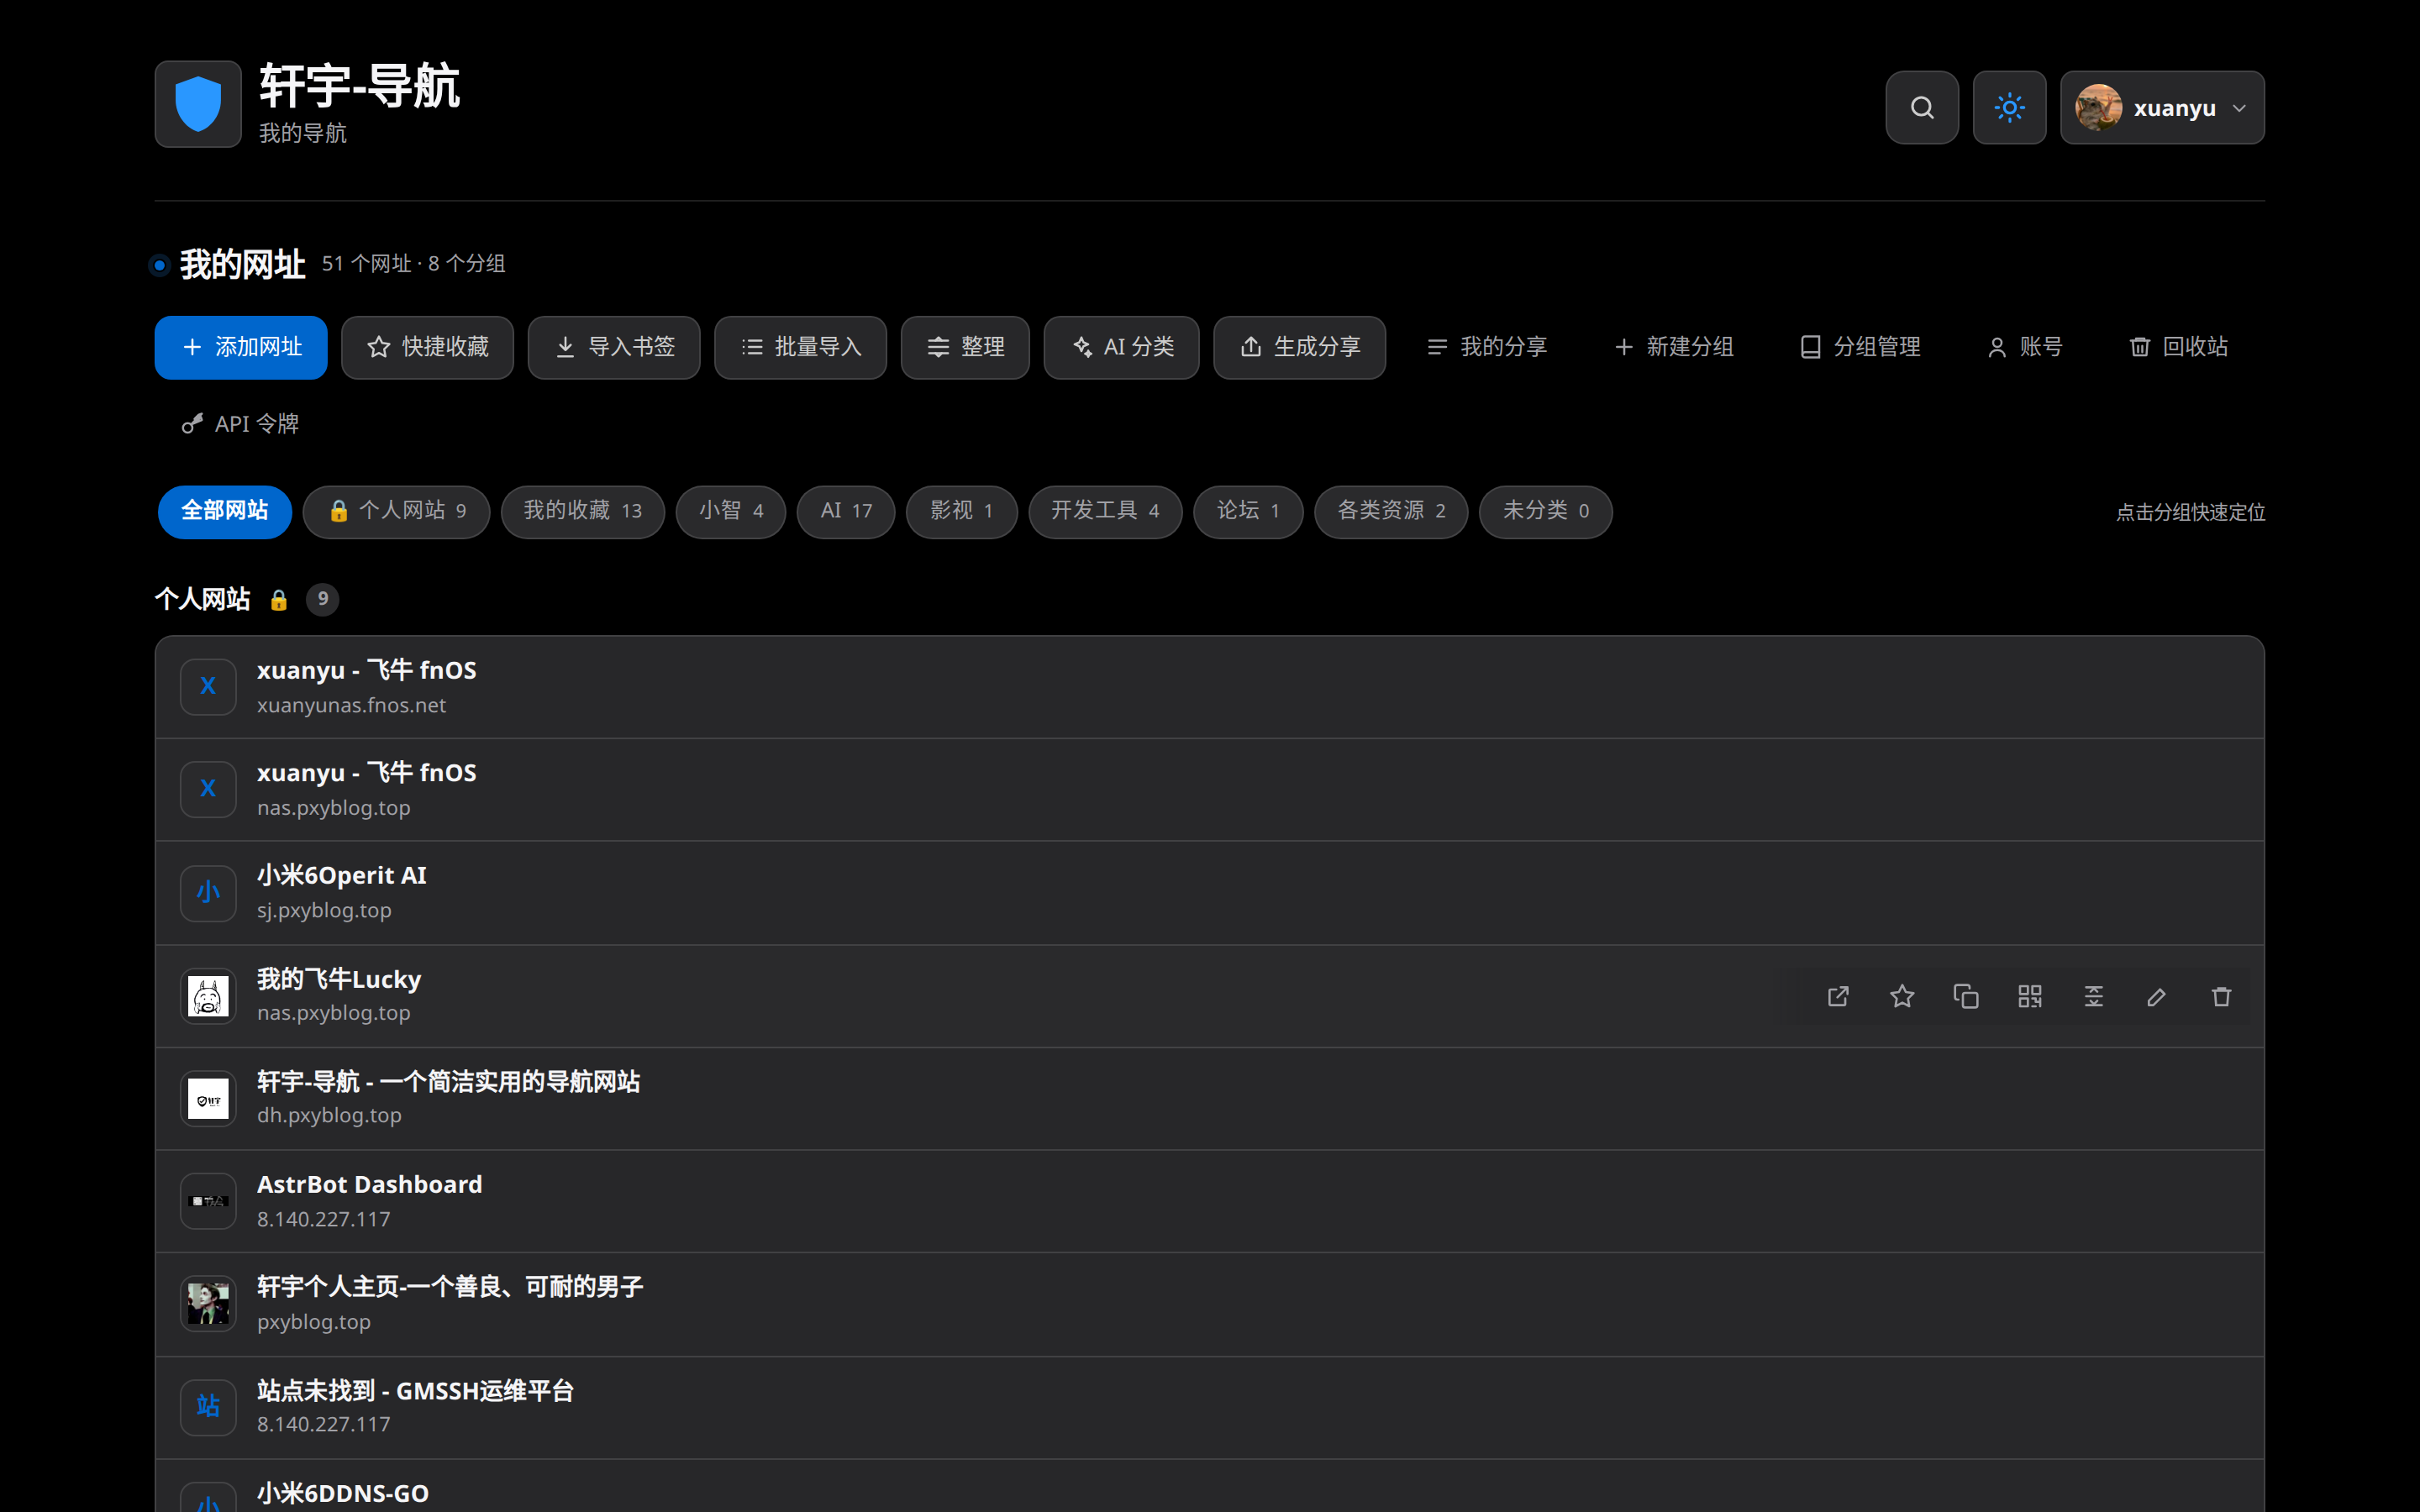 轩宇-导航
我的导航
xuanyu
我的网址 51 个网址 · 8 个分组
添加网址 快捷收藏 导入书签 批量导入 整理 AI 分类 生成分享 我的分享 新建分组 分组管理 账号 回收站
API 令牌
全部网站 个人网站 9 我的收藏 13 小智 4 AI 17 影视 1 开发工具 4 论坛 1 各类资源 2 未分类 0 点击分组快速定位
个人网站 9
X
xuanyu - 飞牛 fnOS
xuanyunas.fnos.net
X
xuanyu - 飞牛 fnOS
nas.pxyblog.top
小
小米6Operit AI
sj.pxyblog.top
我的飞牛Lucky
nas.pxyblog.top
轩宇-导航 - 一个简洁实用的导航网站
dh.pxyblog.top
AstrBot Dashboard
8.140.227.117
轩宇个人主页-一个善良、可耐的男子
pxyblog.top
站
站点未找到 - GMSSH运维平台
8.140.227.117
小
小米6DDNS-GO